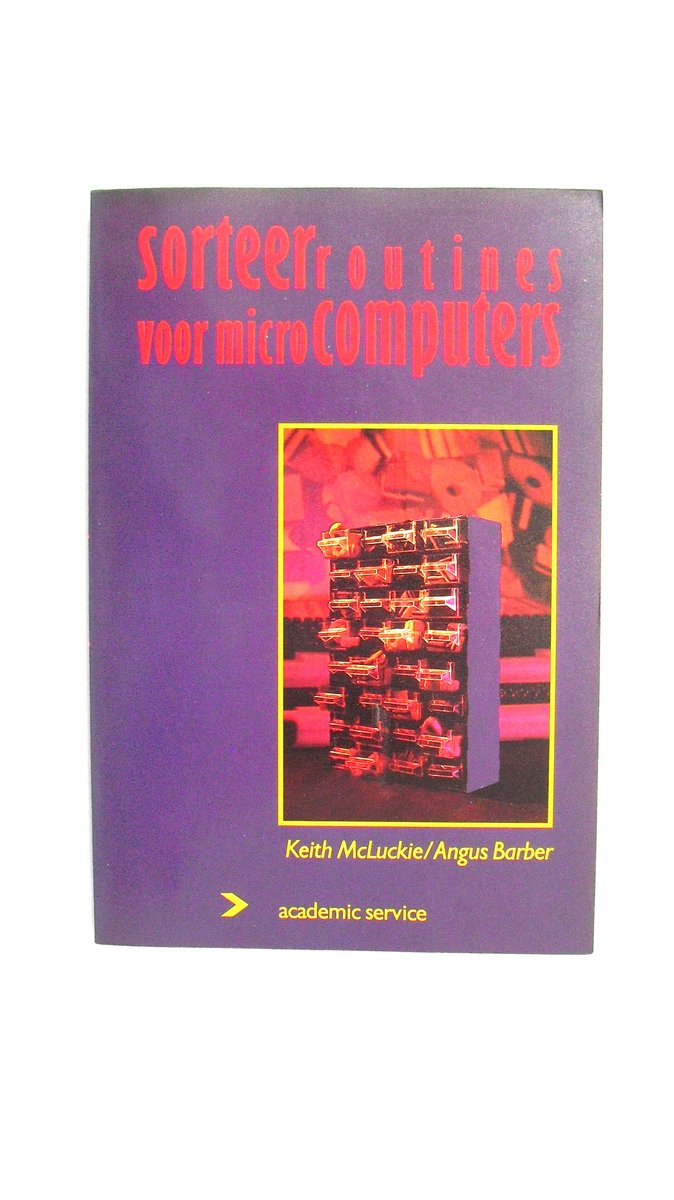 sorteerroutines
voor microcomputers
Keith McLuckie/Angus Barber
academic service